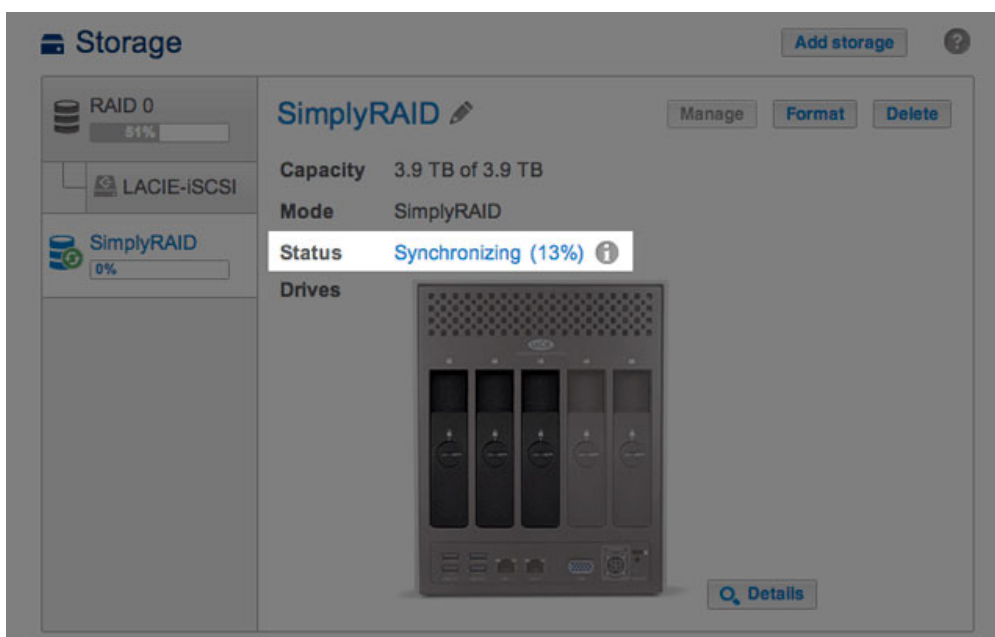 Storage
Add storage
?
RAID 0
51%
LACIE-iSCSI
SimplyRAID
0%
SimplyRAID
Manage
Format
Delete
Capacity 3.9 TB of 3.9 TB
Mode SimplyRAID
Status Synchronizing (13%) i
Drives
Details